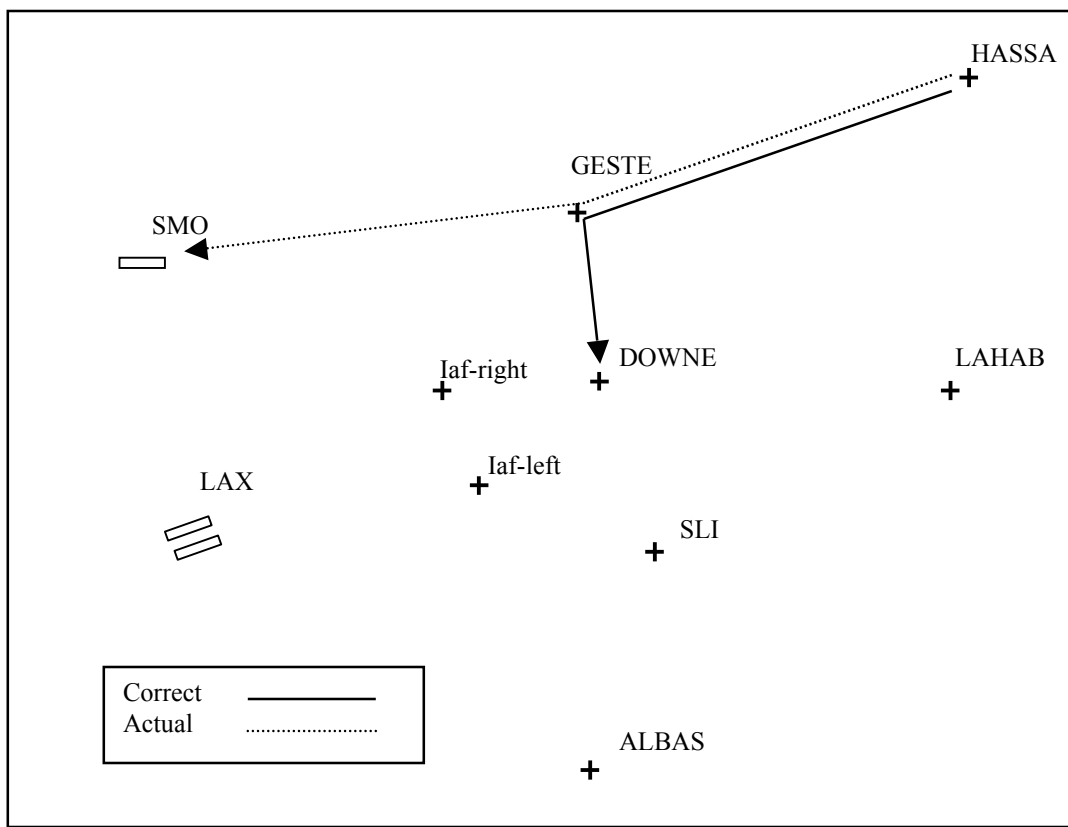 HASSA
GESTE
SMO
DOWNE
LAHAB
Iaf-right
Iaf-left
LAX
SLI
Correct
Actual
ALBAS